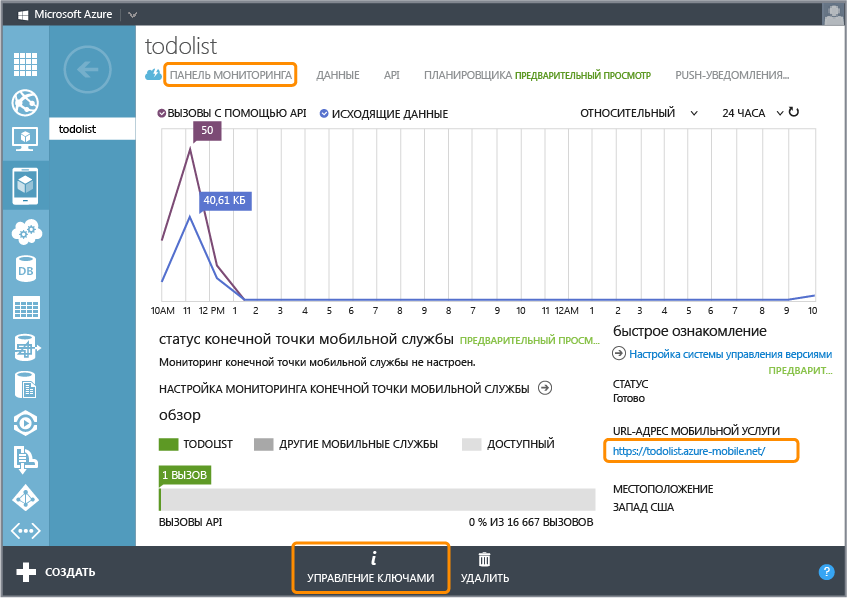 Microsoft Azure
todolist
ПАНЕЛЬ МОНИТОРИНГА ДАННЫЕ API ПЛАНИРОВЩИКА ПРЕДВАРИТЕЛЬНЫЙ ПРОСМОТР PUSH-УВЕДОМЛЕНИЯ...
ВЫЗОВЫ С ПОМОЩЬЮ API ИСХОДЯЩИЕ ДАННЫЕ ОТНОСИТЕЛЬНЫЙ 24 ЧАСА
todolist
50
40,61 КБ
DB
10AM 11 12 PM 1 2 3 4 5 6 7 8 7 9 10 11 12AM 1 2 3 4 5 6 7 8 9 10
статус конечной точки мобильной службы ПРЕДВАРИТЕЛЬНЫЙ ПРОСМ...
Мониторинг конечной точки мобильной службы не настроен.
НАСТРОЙКА МОНИТОРИНГА КОНЕЧНОЙ ТОЧКИ МОБИЛЬНОЙ СЛУЖБЫ
обзор
TODOLIST ДРУГИЕ МОБИЛЬНЫЕ СЛУЖБЫ ДОСТУПНЫЙ
1 ВЫЗОВ
ВЫЗОВЫ API 0 % ИЗ 16 667 ВЫЗОВОВ
быстрое ознакомление
Настройка системы управления версиями
ПРЕДВАРИТ...
СТАТУС
Готово
URL-АДРЕС МОБИЛЬНОЙ УСЛУГИ
https://todolist.azure-mobile.net/
МЕСТОПОЛОЖЕНИЕ
ЗАПАД США
СОЗДАТЬ УПРАВЛЕНИЕ КЛЮЧАМИ УДАЛИТЬ ?